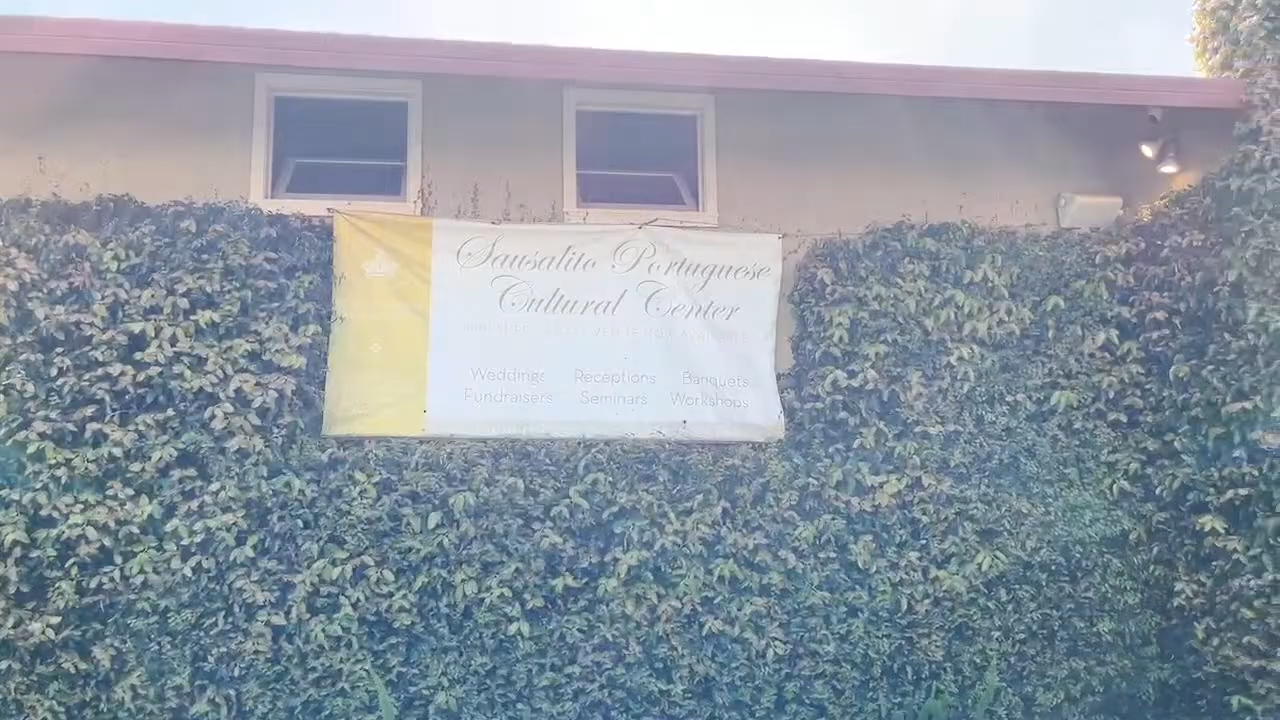 Sausalito Portuguese
Cultural Center
Weddings Receptions Banquets
Fundraisers Seminars Workshops